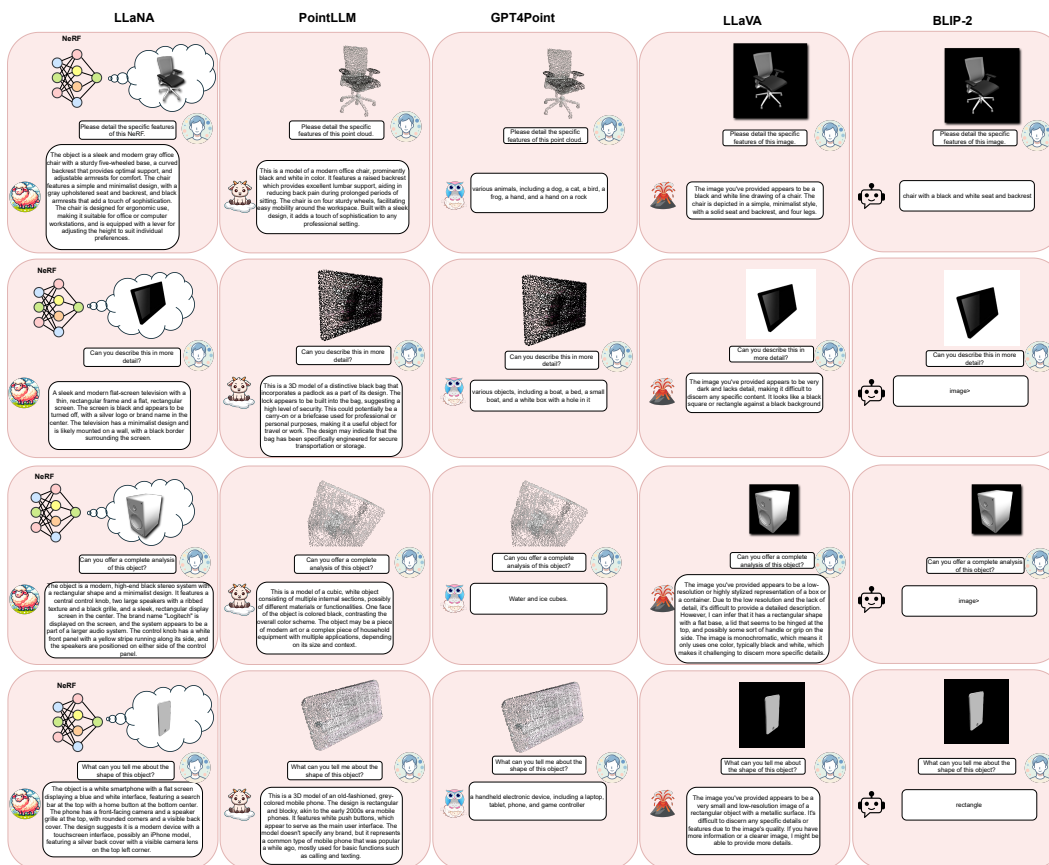 LLaNA
PointLLM
GPT4Point
LLaVA
BLIP-2
NeRF
Please detail the specific features
of this NeRF.
The object is a sleek and modern gray office
chair with a sturdy five-wheeled base, a curved
backrest that provides optimal support, and
adjustable armrests for comfort. The chair
features a simple and minimalist design, with a
gray upholstered seat and backrest, and black
armrests that add a touch of sophistication.
The chair is designed for ergonomic use,
making it suitable for office or computer
workstations, and is equipped with a lever for
adjusting the height to suit individual
preferences.
Please detail the specific
features of this point cloud.
This is a model of a modern office chair, prominently
black and white in color. It features a raised backrest
which provides excellent lumbar support, aiding in
reducing back pain during prolonged periods of
sitting. The chair is on four sturdy wheels, facilitating
easy mobility around the workspace. Built with a sleek
design, it adds a touch of sophistication to any
professional setting.
Please detail the specific
features of this point cloud.
various animals, including a dog, a cat, a bird, a
frog, a hand, and a hand on a rock
Please detail the specific
features of this image.
The image you've provided appears to be a
black and white line drawing of a chair. The
chair is depicted in a simple, minimalist style,
with a solid seat and backrest, and four legs.
Please detail the specific
features of this image.
chair with a black and white seat and backrest
NeRF
Can you describe this in more
detail?
A sleek and modern flat-screen television with a
thin, rectangular frame and a flat, rectangular
screen. The screen is black and appears to be
turned off, with a silver logo or brand name in the
center. The television has a minimalist design and
is likely mounted on a wall, with a black border
surrounding the screen.
Can you describe this in more
detail?
This is a 3D model of a distinctive black bag that
incorporates a padlock as a part of its design. The
lock appears to be built into the bag, suggesting a
high level of security. This could potentially be a
carry-on or a briefcase used for professional or
personal purposes, making it a useful object for
travel or work. The design may indicate that the
bag has been specifically engineered for secure
transportation or storage.
Can you describe this in more
detail?
various objects, including a boat, a bed, a small
boat, and a white box with a hole in it
Can you describe this in more
detail?
The image you've provided appears to be very
dark and lacks detail, making it difficult to
discern any specific content. It looks like a black
square or rectangle against a black background
Can you describe this in more
detail?
image>
NeRF
Can you offer a complete analysis
of this object?
The object is a modern, high-end black stereo system with
a rectangular shape and a minimalist design. It features a
central control knob, two large speakers with a ribbed
texture and a black grille, and a sleek, rectangular display
screen in the center. The brand name "Logitech" is
displayed on the screen, and the system appears to be
part of a larger audio system. The control knob has a white
front panel with a yellow stripe running along its side, and
the speakers are positioned on either side of the control
panel.
Can you offer a complete
analysis of this object?
This is a model of a cubic, white object
consisting of multiple internal sections, possibly
of different materials or functionalities. One face
of the object is colored black, contrasting the
overall color scheme. The object may be a piece
of modern art or a complex piece of household
equipment with multiple applications, depending
on its size and context.
Can you offer a complete
analysis of this object?
Water and ice cubes.
Can you offer a complete
analysis of this object?
The image you've provided appears to be a low-
resolution or highly stylized representation of a box or
a container. Due to the low resolution and the lack of
detail, it's difficult to provide a detailed description.
However, I can infer that it has a rectangular shape
with a flat base, a lid that seems to be hinged at the
top, and possibly some sort of handle or grip on the
side. The image is monochromatic, which means it
only uses one color, typically black and white, which
makes it challenging to discern more specific details.
Can you offer a complete analysis
of this object?
image>
NeRF
What can you tell me about the
shape of this object?
The object is a white smartphone with a flat screen
displaying a blue and white interface, featuring a search
bar at the top with a home button at the bottom center.
The phone has a front-facing camera and a speaker
grille at the top, with rounded corners and a visible back
cover. The design suggests it is a modern device with a
touchscreen interface, possibly an iPhone model,
featuring a silver back cover with a visible camera lens
on the top left corner.
What can you tell me about the
shape of this object?
This is a 3D model of an old-fashioned, grey-
colored mobile phone. The design is rectangular
and blocky, akin to the early 2000s era mobile
phones. It features white push buttons, which
appear to serve as the main user interface. The
model doesn't specify any brand, but it represents
a common type of mobile phone that was popular
a while ago, mostly used for basic functions such
as calling and texting.
What can you tell me about the
shape of this object?
a handheld electronic device, including a laptop,
tablet, phone, and game controller
What can you tell me about
the shape of this object?
The image you've provided appears to be a
very small and low-resolution image of a
rectangular object with a metallic surface. It's
difficult to discern any specific details or
features due to the image's quality. If you have
more information or a clearer image, I might be
able to provide more details.
What can you tell me about the
shape of this object?
rectangle